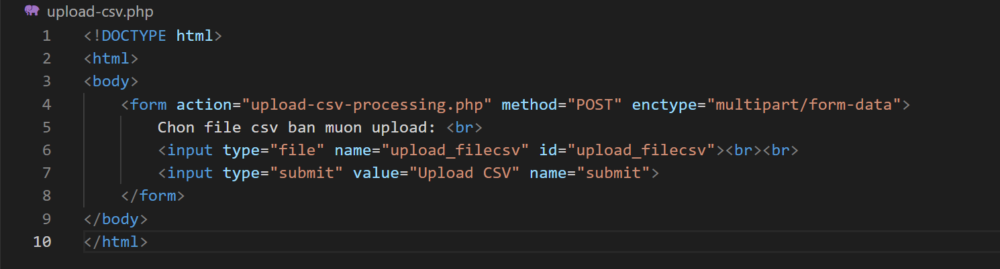 upload-csv.php
1 <!DOCTYPE html>
2 <html>
3 <body>
4 <form action="upload-csv-processing.php" method="POST" enctype="multipart/form-data">
5 Chon file csv ban muon upload: <br>
6 <input type="file" name="upload_filecsv" id="upload_filecsv"><br><br>
7 <input type="submit" value="Upload CSV" name="submit">
8 </form>
9 </body>
10 </html>